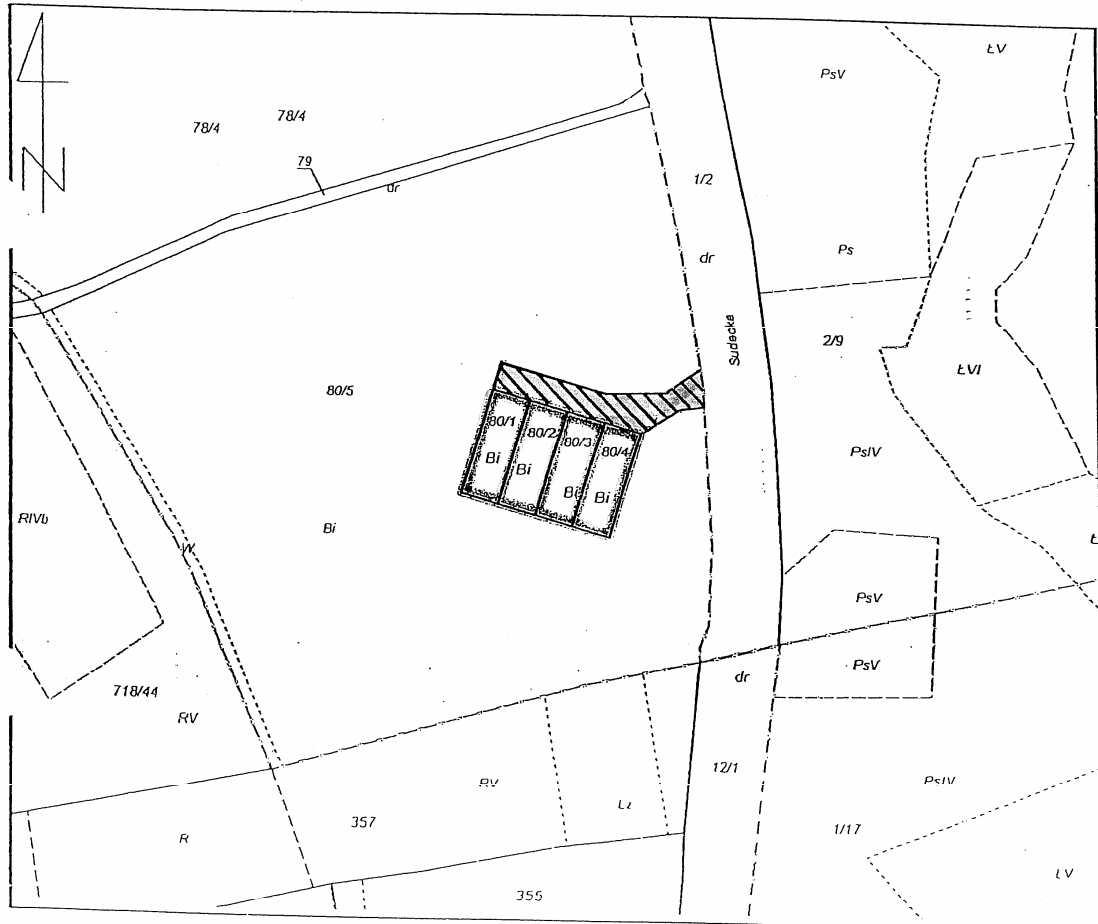 N
ŁV
PsV
78/4
78/4
79
dr
1/2
Ps
dr
Sudecka
2/9
ŁVI
80/5
80/1
80/2
80/3
80/4
PsIV
Bi
Bi
Bi
Bi
RIVb
Bi
W
PsV
PsV
dr
718/44
RV
12/1
RV
PsIV
Lz
357
1/17
R
ŁV
355